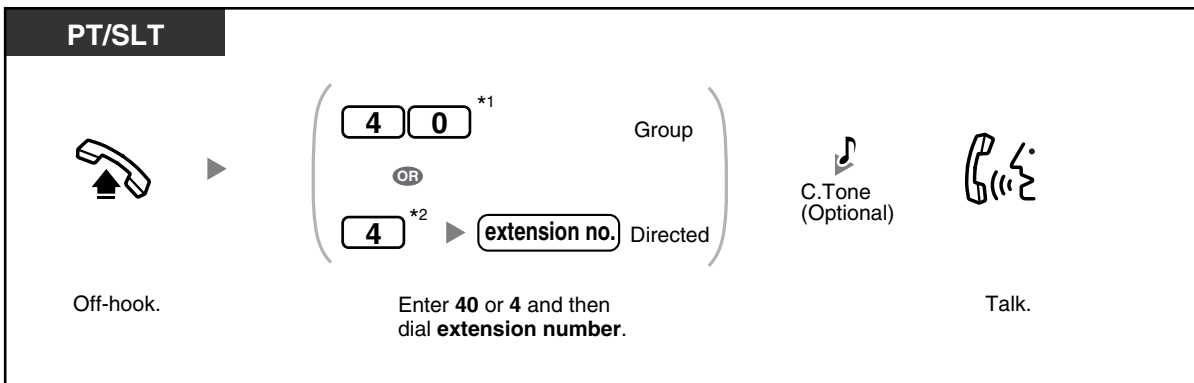 PT/SLT
4 0 *1 Group
OR
4 *2 extension no. Directed
C.Tone
(Optional)
Off-hook.
Enter 40 or 4 and then
dial extension number.
Talk.